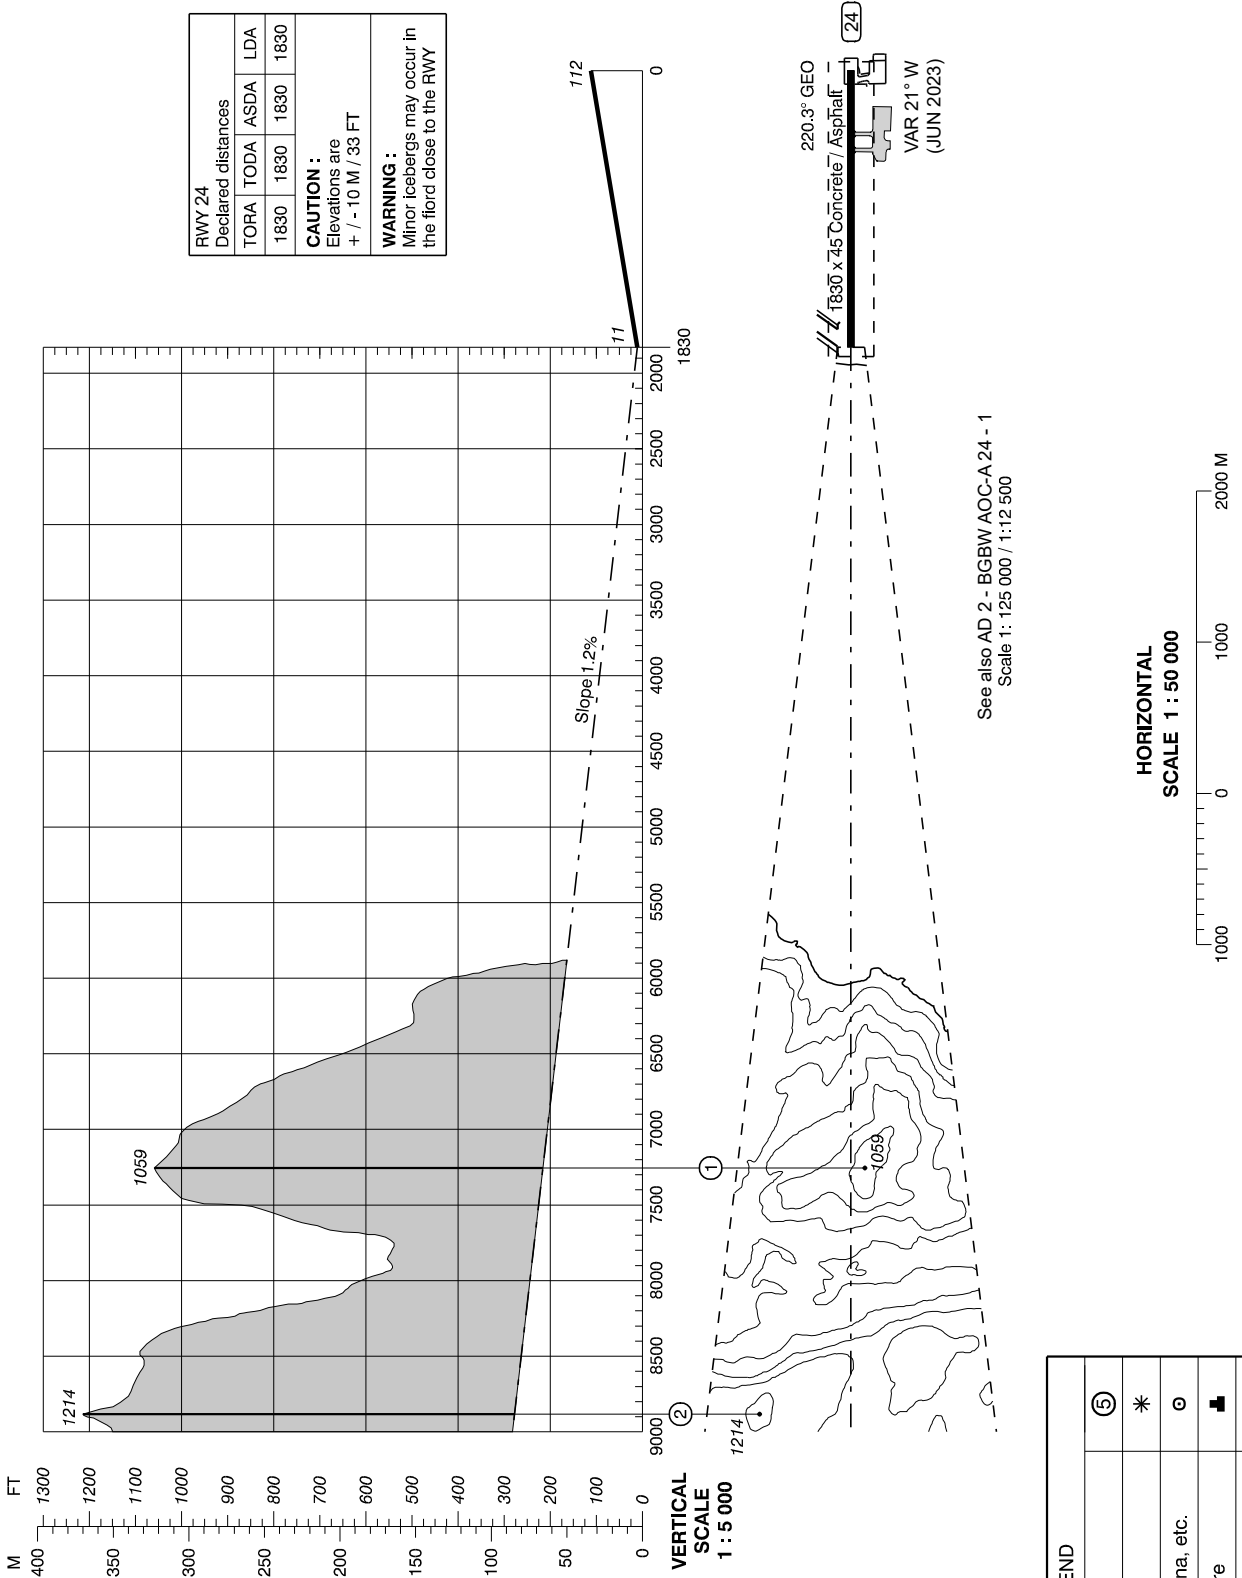 RWY 24
Declared distances
TORA TODA ASDA LDA
1830 1830 1830 1830
CAUTION :
Elevations are
+ / - 10 M / 33 FT
WARNING :
Minor icebergs may occur in
the fiord close to the RWY
M
400
350
300
250
200
150
100
50
0
FT
1300
1200
1000
900
800
700
600
400
300
200
100
0
VERTICAL
SCALE
1 : 5 000
1214
1059
Slope 1.2%
11
112
9000 8500 8000 7500 7000 6500 6000 5500 5000 4500 4000 3500 3000 2500 2000
1830
0
1
2
1214
1059
220.3° GEO
1830 x 45 Concrete / Asphalt
24
VAR 21° W
(JUN 2023)
See also AD 2 - BGBW AOC-A 24 - 1
Scale 1: 125 000 / 1:12 500
HORIZONTAL
SCALE 1 : 50 000
1000 0 1000 2000 M
END
5
na, etc.
re